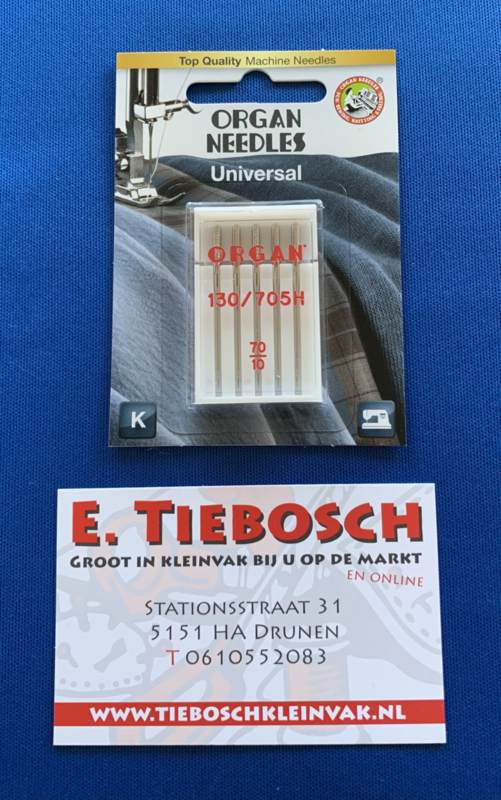 Top Quality Machine Needles
ORGAN
NEEDLES
Universal
ORGAN
130/705H
70
10
K
E. TIEBOSCH
GROOT IN KLEINVAK BIJ U OP DE MARKT
EN ONLINE
STATIONSSTRAAT 31
5151 HA DRUNEN
T 0610552083
WWW.TIEBOSCHKLEINVAK.NL